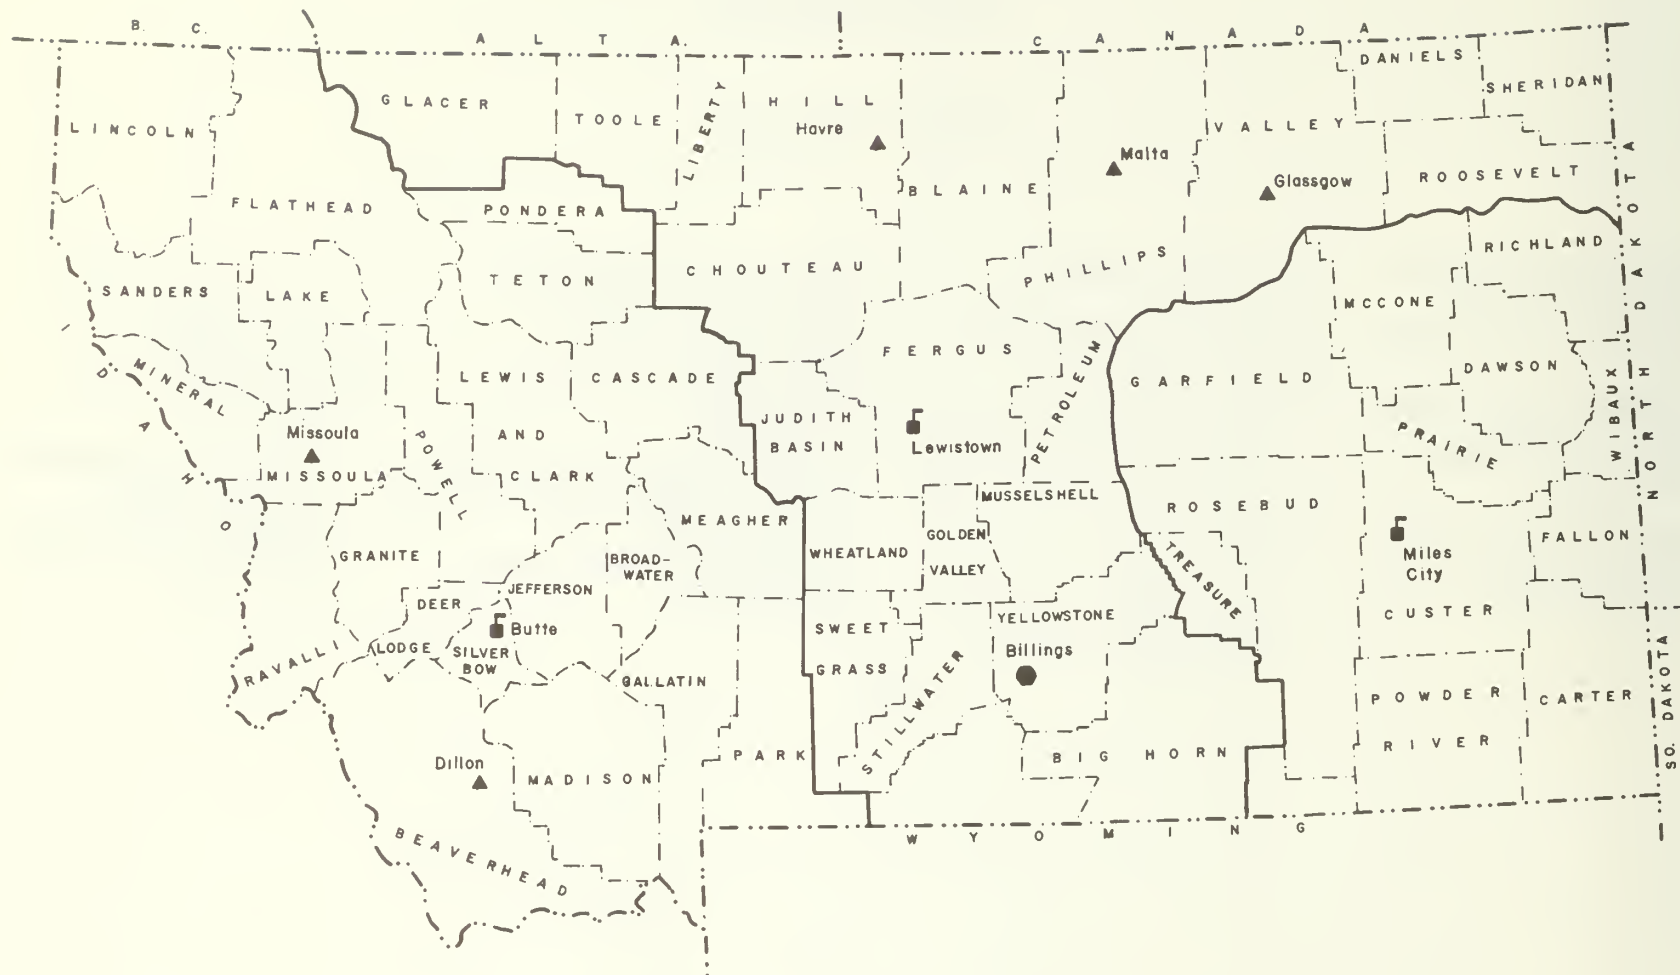 B. C.
A L T A.
C A N A D A
GLACER
TOOLE
LIBERTY
HILL
Havre
DANIELS
SHERIDAN
LINCOLN
VALLEY
Malta
Glassgow
BLAINE
ROOSEVELT
FLATHEAD
PONDERA
RICHLAND
CHOUTEAU
PHILLIPS
TETON
SANDERS
LAKE
MCCONE
NORTH DAKOTA
IDAHO
MINERAL
FERGUS
PETROLEUM
GARFIELD
DAWSON
WIBAUX
LEWIS
AND
CLARK
CASCADE
JUDITH
BASIN
Lewistown
PRAIRIE
Missoula
MISSOULA
POWELL
MEAGHER
MUSSELSHELL
ROSEBUD
GRANITE
BROAD-
WATER
WHEATLAND
GOLDEN
VALLEY
TREASURE
Miles
City
FALLON
JEFFERSON
DEER
LODGE
Butte
SILVER
BOW
SWEET
GRASS
YELLOWSTONE
Billings
CUSTER
RAVALLI
GALLATIN
STILLWATER
POWDER
RIVER
CARTER
SO. DAKOTA
Dillon
MADISON
PARK
BIG HORN
BEAVERHEAD
WYOMING